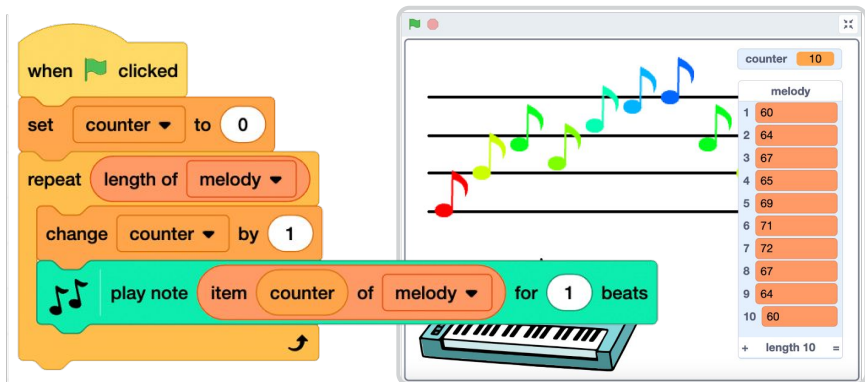 when clicked
set counter to 0
repeat length of melody
change counter by 1
play note item counter of melody for 1 beats
counter 10
melody
1 60
2 64
3 67
4 65
5 69
6 71
7 72
8 67
9 64
10 60
+ length 10 =